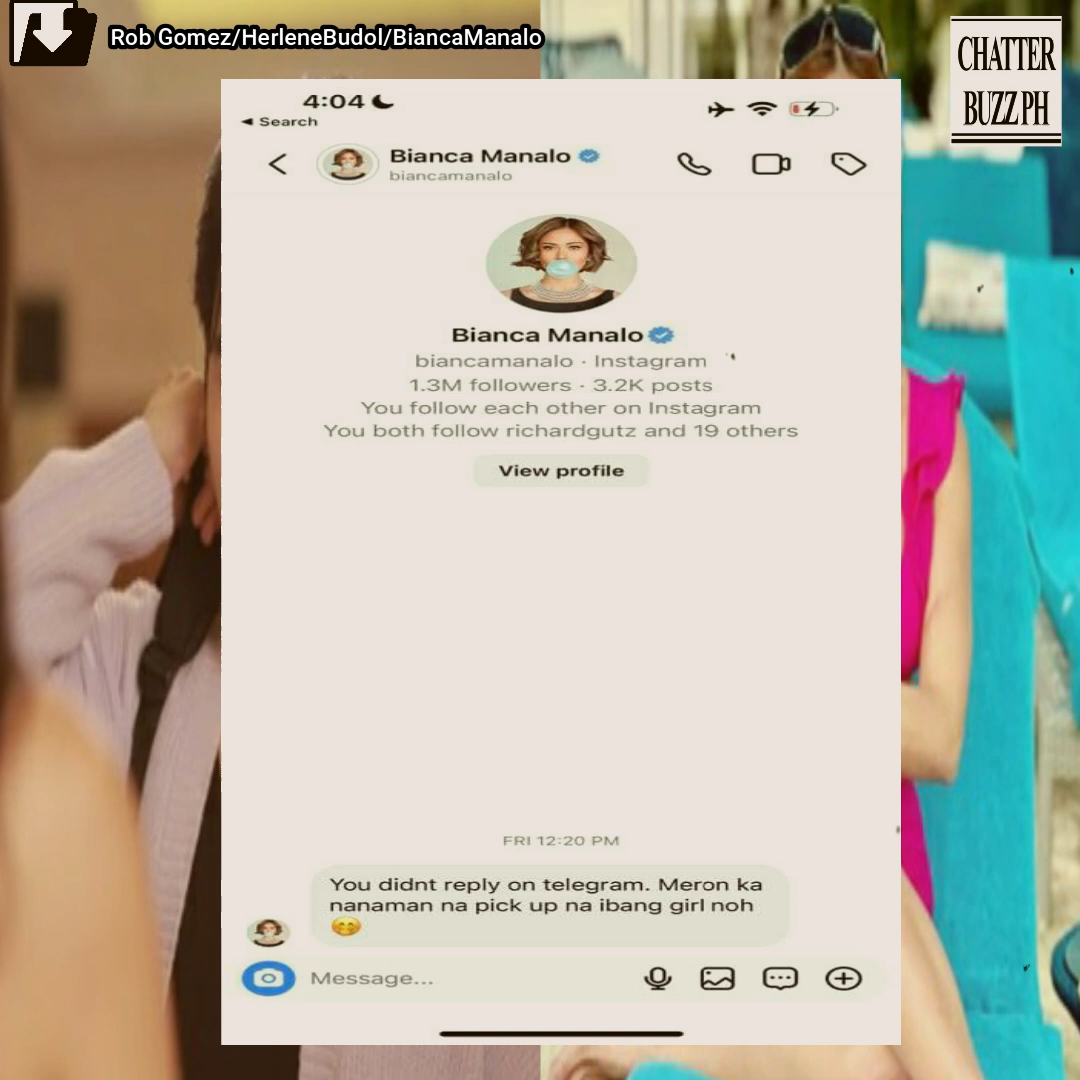 Rob Gomez/HerleneBudol/BiancaManalo
CHATTER
BUZZ PH
4:04
Search
Bianca Manalo
biancamanalo
Bianca Manalo
biancamanalo · Instagram
1.3M followers · 3.2K posts
You follow each other on Instagram
You both follow richardgutz and 19 others
View profile
FRI 12:20 PM
You didnt reply on telegram. Meron ka
nanaman na pick up na ibang girl noh
🤭
Message...